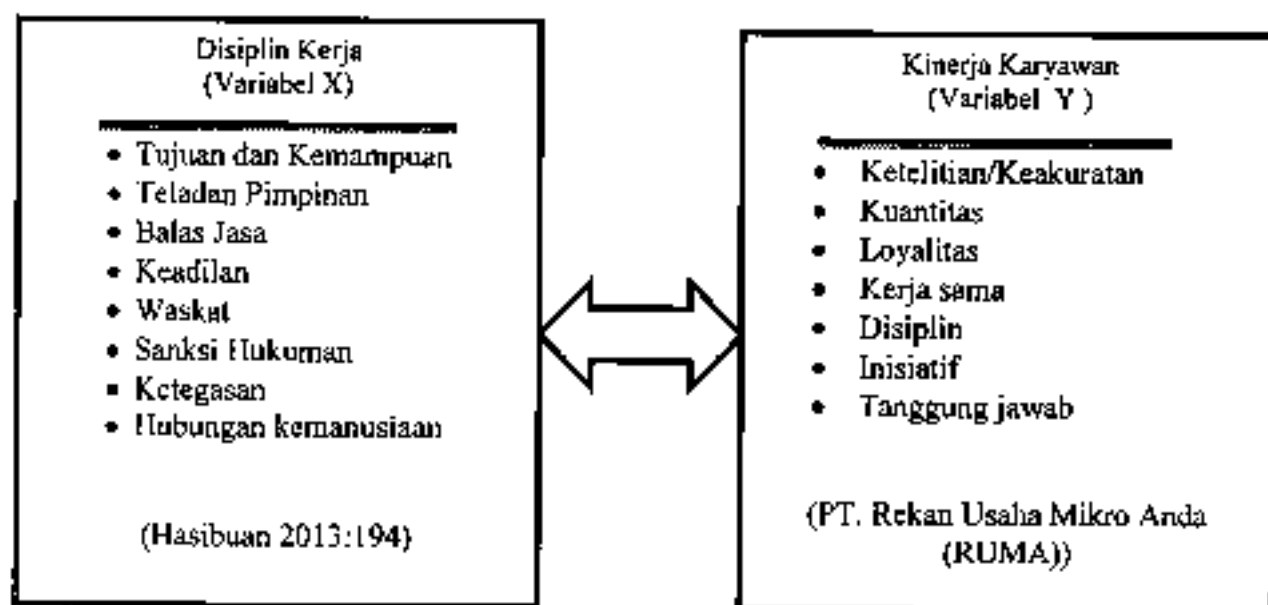 Disiplin Kerja
(Variabel X)
• Tujuan dan Kemampuan
• Teladan Pimpinan
• Balas Jasa
• Keadilan
• Waskat
• Sanksi Hukuman
• Ketegasan
• Hubungan kemanusiaan
(Hasibuan 2013:194)
Kinerja Karyawan
(Variabel Y )
• Ketelitian/Keakuratan
• Kuantitas
• Loyalitas
• Kerja sama
• Disiplin
• Inisiatif
• Tanggung jawab
(PT. Rekan Usaha Mikro Anda
(RUMA))